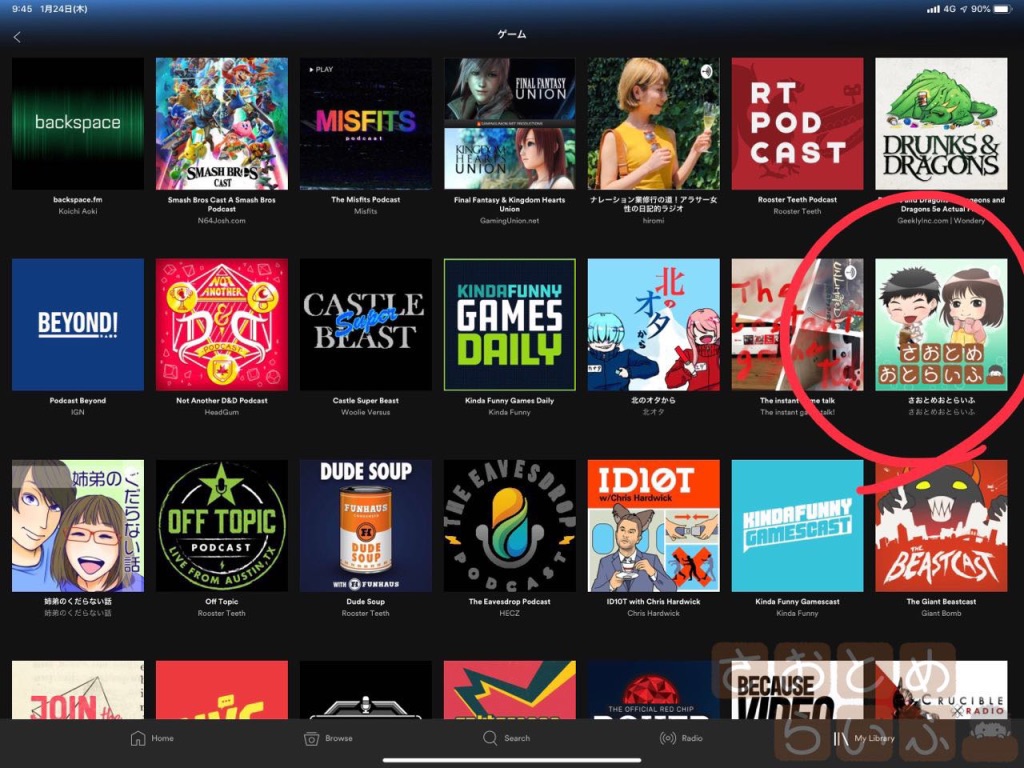 9:45 1月24日(木)
4G 90%
ゲーム
backspace
backspace.fm
Koichi Aoki
SMASH BROS
CAST
Smash Bros Cast A Smash Bros
Podcast
N64Josh.com
PLAY
MISFITS
podcast
The Misfits Podcast
Misfits
FINAL FANTASY
UNION
KINGDOM
HEARTS
UNION
Final Fantasy & Kingdom Hearts
Union
GamingUnion.net
ナレーション業修行の道！アラサー女
性の日記的ラジオ
hiromi
RT
POD
CAST
Rooster Teeth Podcast
Rooster Teeth
DRUNKS &
DRAGONS
and
Dragons 5e Actual
GeeklyInc.com | Wondery
BEYOND!
Podcast Beyond
IGN
NOT
ANOTHER
D&D
PODCAST
Not Another D&D Podcast
HeadGum
CASTLE
Super
BEAST
Castle Super Beast
Woolie Versus
KINDAFUNNY
GAMES
DAILY
Kinda Funny Games Daily
Kinda Funny
北の
オタ
から
北のオタから
北オタ
The
instant
game
talk
The instant game talk
The instant game talk!
さおとめ
おとらいふ
さおとめおとらいふ
さおとめおとらいふ
姉弟の
くだらない話
姉弟のくだらない話
姉弟のくだらない話
OFF TOPIC
PODCAST
LIVE FROM AUSTIN, TX
Off Topic
Rooster Teeth
DUDE SOUP
FUNHAUS
DUDE
SOUP
WITH FUNHAUS
Dude Soup
Rooster Teeth
THE EAVESDROP
PODCAST
The Eavesdrop Podcast
HECZ
ID10T
w/Chris Hardwick
ID10T with Chris Hardwick
Chris Hardwick
KINDAFUNNY
GAMESCAST
Kinda Funny Gamescast
Kinda Funny
THE
BEASTCAST
The Giant Beastcast
Giant Bomb
JOIN the
THE OFFICIAL RED CHIP
POKER
BECAUSE
VIDEO
CRUCIBLE
RADIO
さおとめ
らいふ
Home
Browse
Search
Radio
My Library